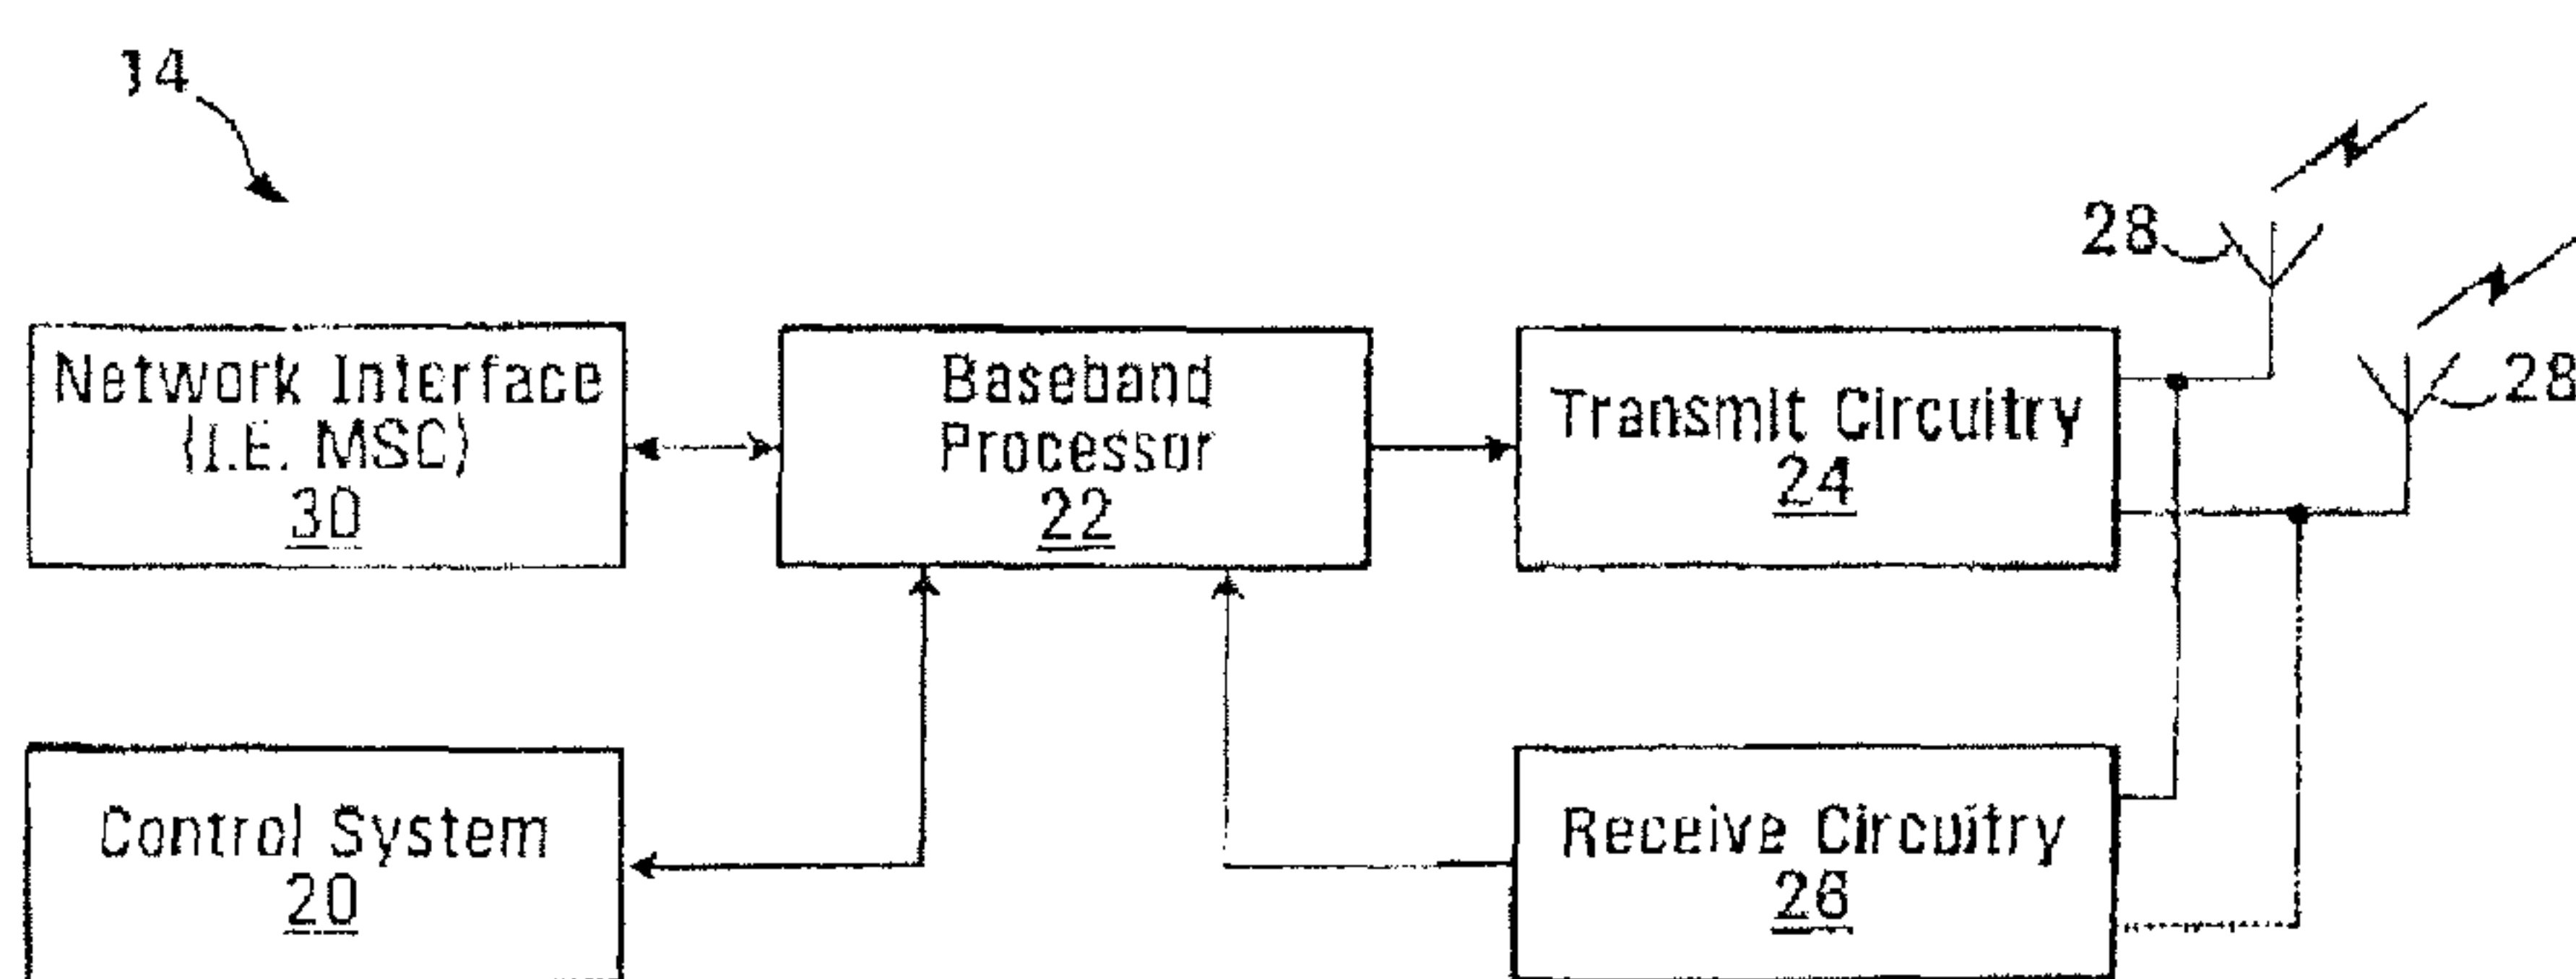 14
28
28
Network Interface
(I.E. MSC)
30
Baseband
Processor
22
Transmit Circuitry
24
Control System
20
Receive Circuitry
26